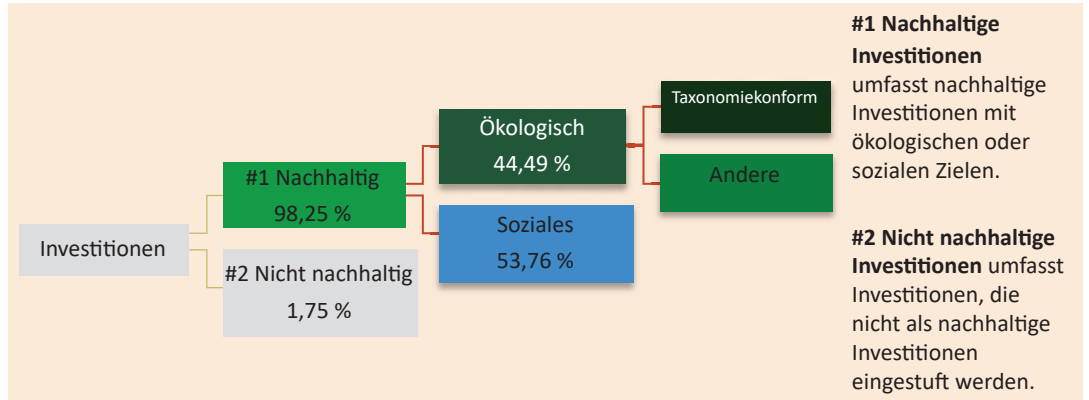 Investitionen
#1 Nachhaltig
98,25 %
#2 Nicht nachhaltig
1,75 %
Ökologisch
44,49 %
Soziales
53,76 %
Taxonomiekonform
Andere
#1 Nachhaltige
Investitionen
umfasst nachhaltige
Investitionen mit
ökologischen oder
sozialen Zielen.
#2 Nicht nachhaltige
Investitionen umfasst
Investitionen, die
nicht als nachhaltige
Investitionen
eingestuft werden.